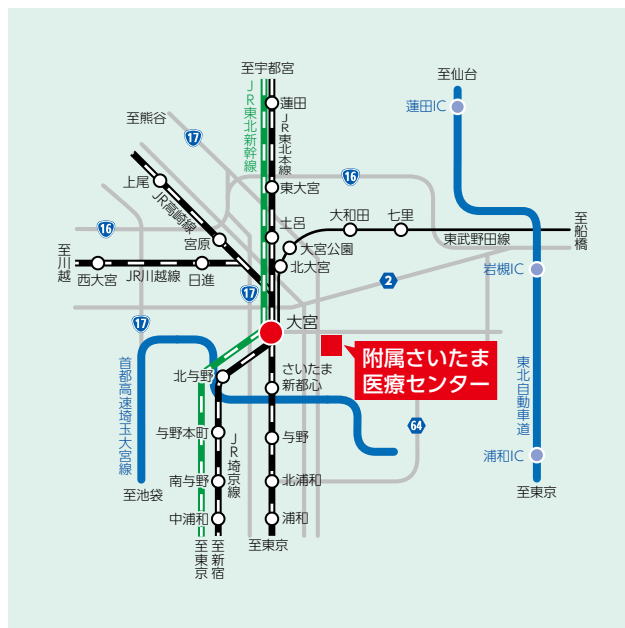 至宇都宮
至仙台
JR東北新幹線
蓮田
蓮田IC
至熊谷
17
JR東北本線
上尾
東大宮
16
JR高崎線
大和田
七里
至船橋
16
宮原
土呂
大宮公園
東武野田線
至川越
西大宮
JR川越線
日進
北大宮
岩槻IC
2
17
17
大宮
附属さいたま
医療センター
首都高速埼玉大宮線
北与野
さいたま
新都心
東北自動車道
与野本町
JR埼京線
与野
64
浦和IC
南与野
北浦和
至池袋
至東京
中浦和
浦和
至東京
至新宿
至東京